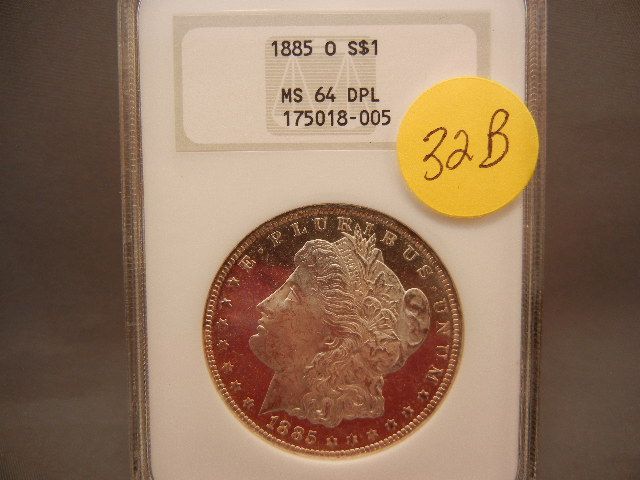 1885 O S$1
MS 64 DPL
175018-005
32B
E · PLURIBUS · UNUM
1885